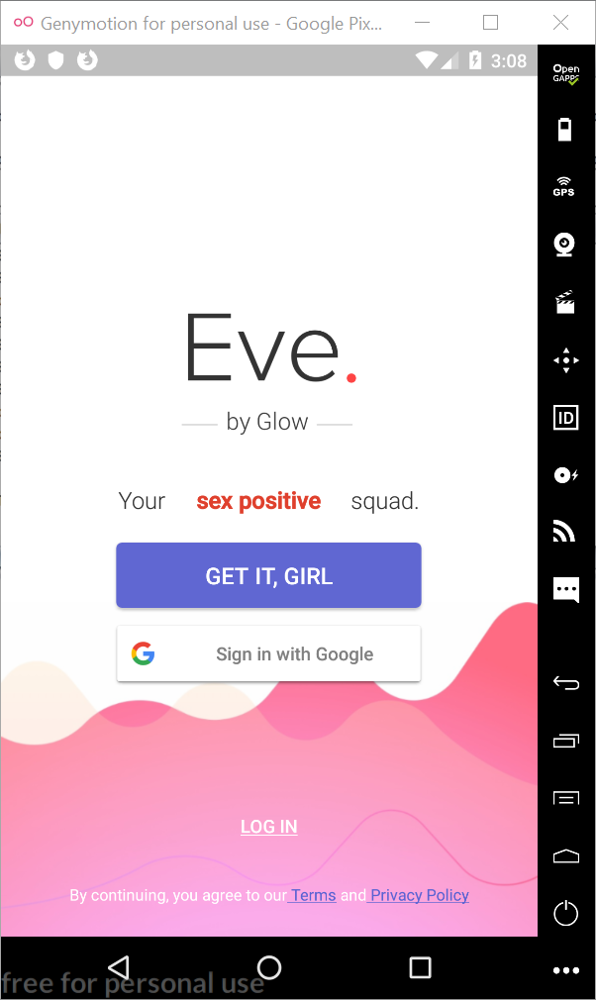 Genymotion for personal use - Google Pix...
3:08
Open
GAPPS
GPS
Eve.
ID
by Glow
Your sex positive squad.
GET IT, GIRL
G Sign in with Google
LOG IN
By continuing, you agree to our Terms and Privacy Policy
free for personal use